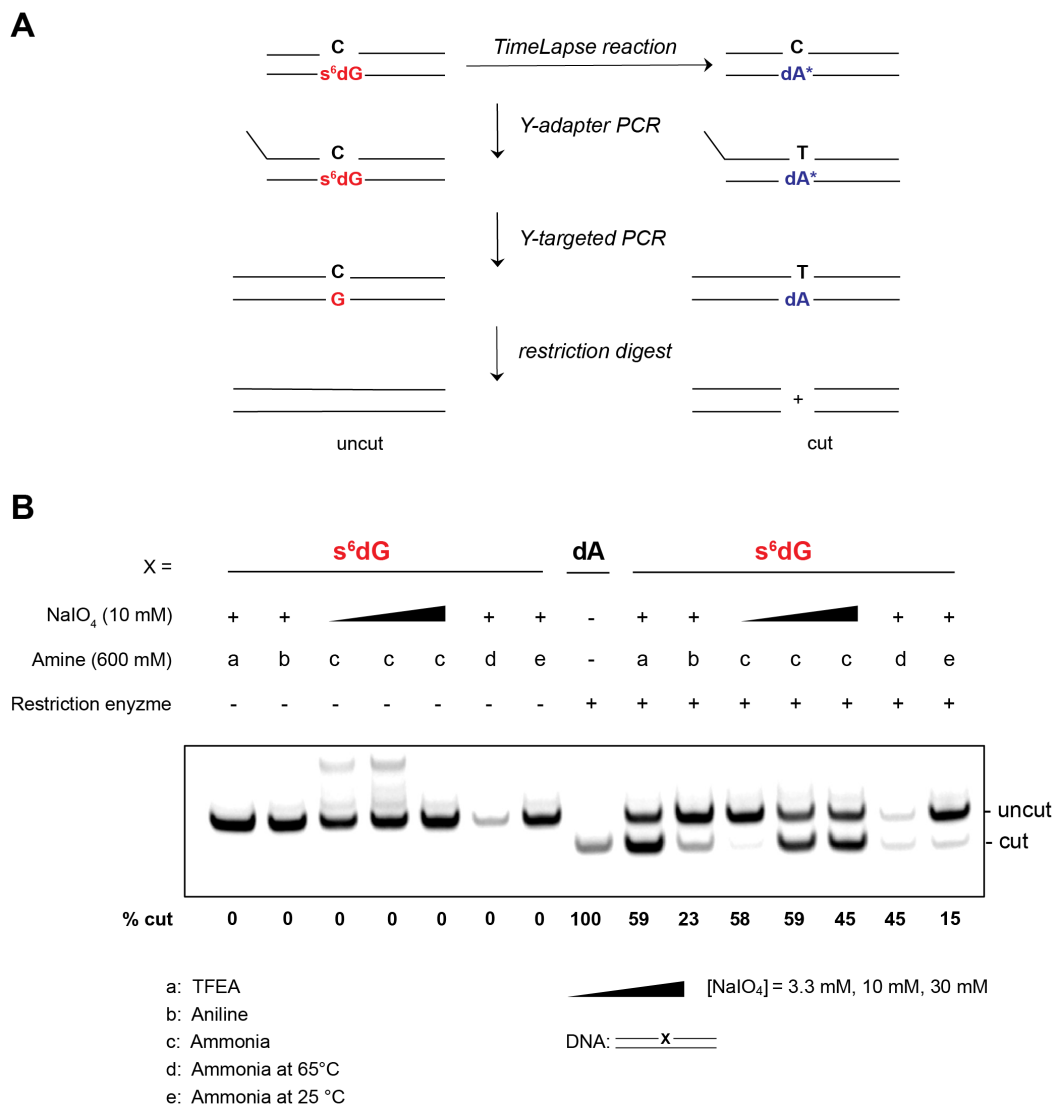 A
C TimeLapse reaction C
s⁶dG dA*
Y-adapter PCR
C T
s⁶dG dA*
Y-targeted PCR
C T
G dA
restriction digest
+
uncut cut
B
s⁶dG dA s⁶dG
X =
NaIO₄ (10 mM) + + + + - + + + +
Amine (600 mM) a b c c c d e - a b c c c d e
Restriction enyzme - - - - - - - + + + + + + + +
- uncut
- cut
% cut 0 0 0 0 0 0 0 100 59 23 58 59 45 45 15
a: TFEA
[NaIO₄] = 3.3 mM, 10 mM, 30 mM
b: Aniline
c: Ammonia
DNA: X
d: Ammonia at 65°C
e: Ammonia at 25 °C